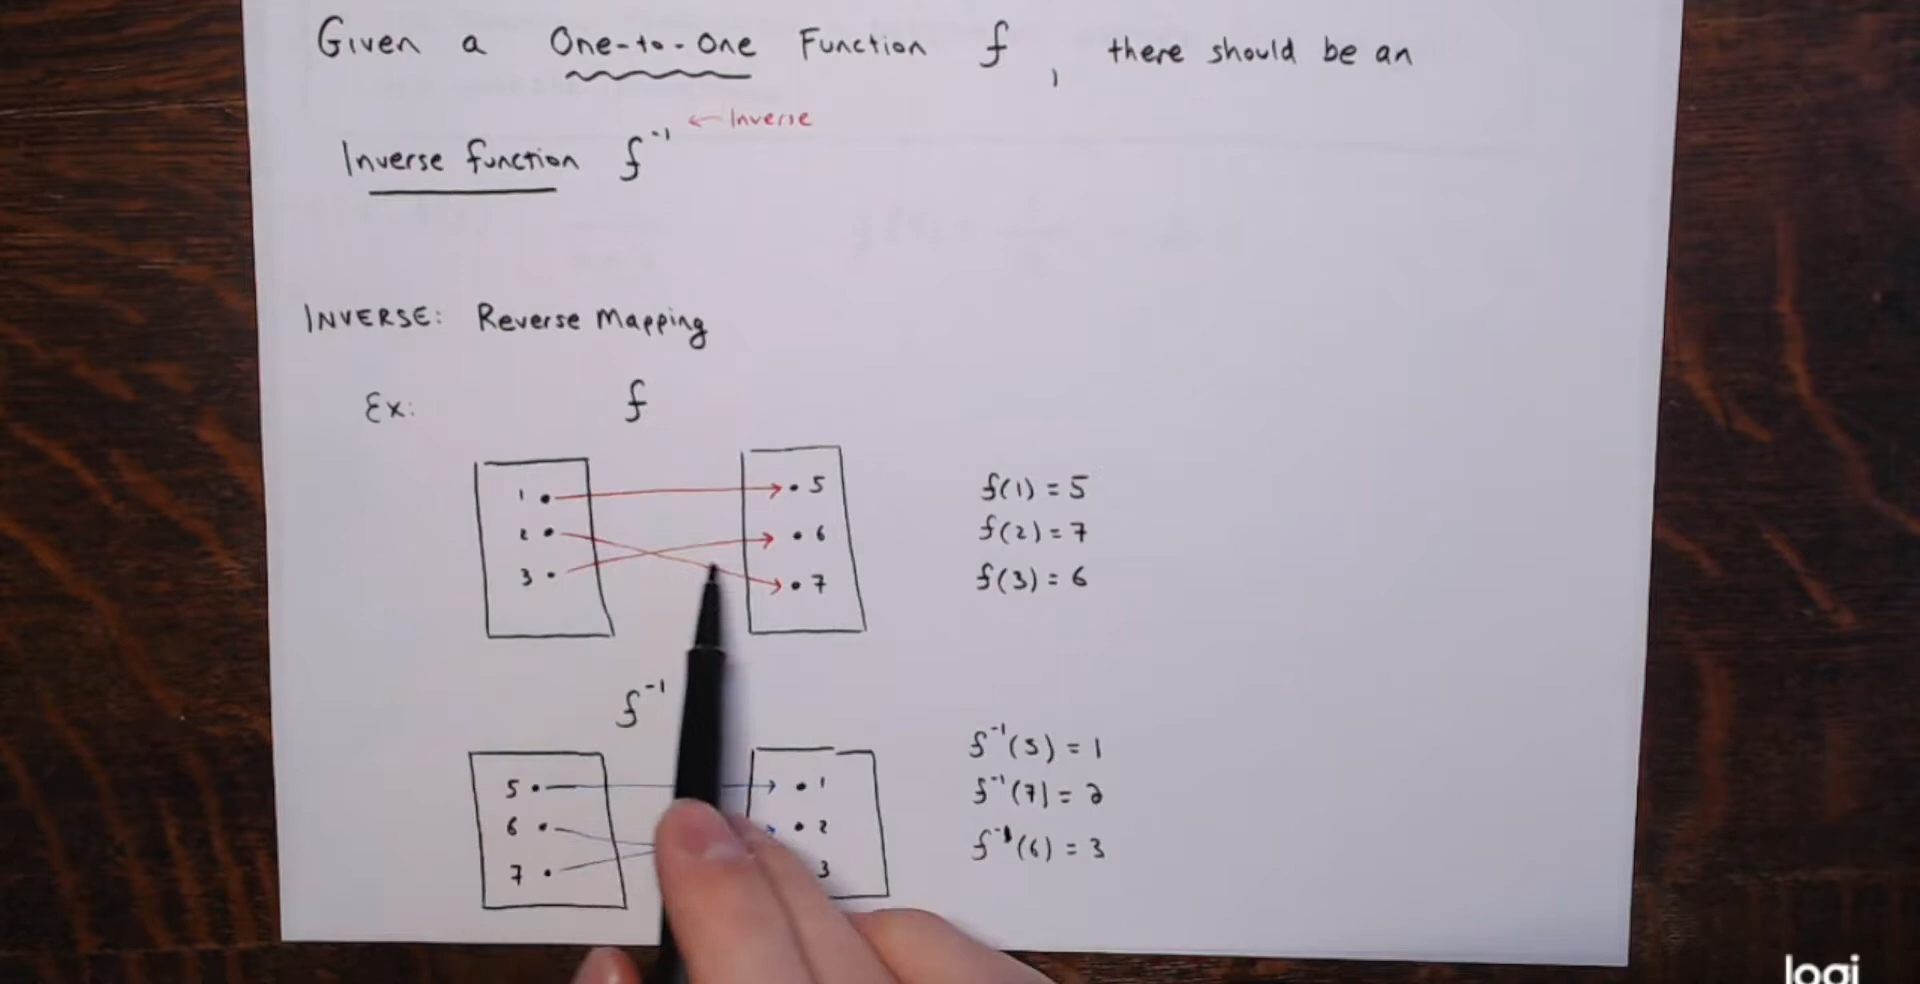 Given a One-to-One Function f, there should be an
← Inverse
Inverse function f⁻¹
INVERSE: Reverse Mapping
Ex: f
1 5
2 6
3 7
f(1) = 5
f(2) = 7
f(3) = 6
f⁻¹
5 1
6 2
7 3
f⁻¹(5) = 1
f⁻¹(7) = 2
f⁻¹(6) = 3
logi